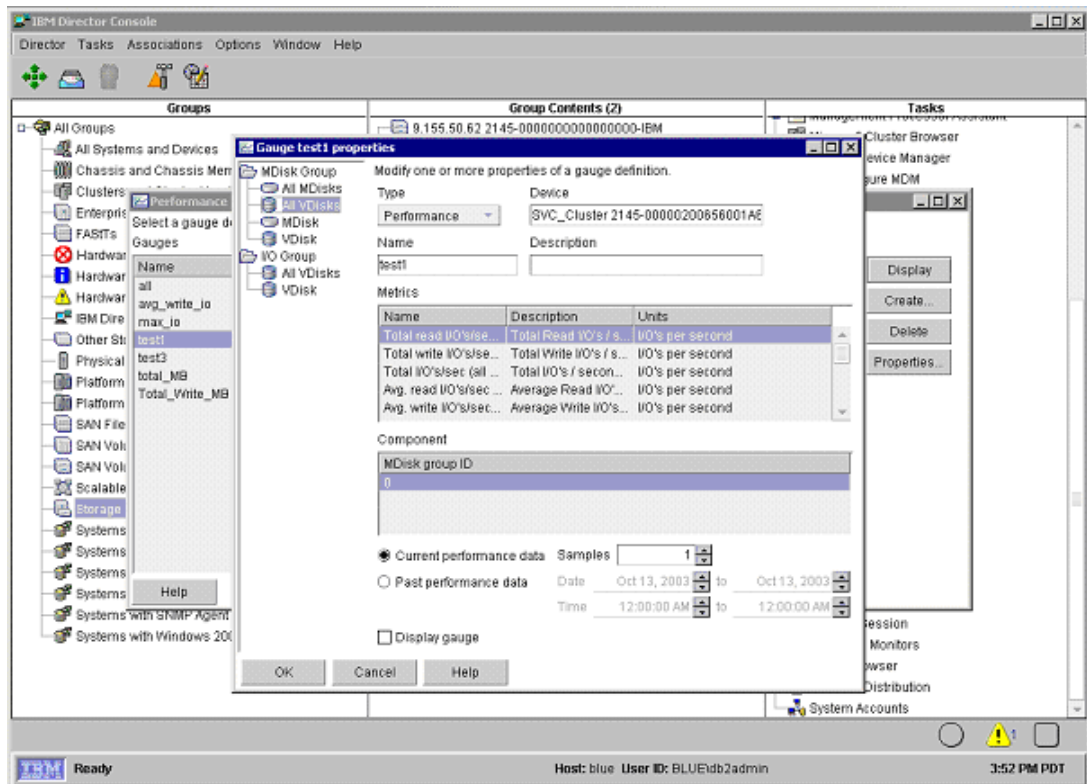 IBM Director Console
Director Tasks Associations Options Window Help
Groups
Group Contents (2)
Tasks
All Groups
All Systems and Devices
Chassis and Chassis Mem
Clusters
Enterpris
FAStTs
Hardwar
Hardwar
Hardwar
IBM Dire
Other Sto
Physical
Platform
Platform
SAN File
SAN Volu
SAN Volu
Scalable
Storage
Systems
Systems
Systems
Systems
Systems with SNMP Agent
Systems with Windows 200
9.155.50.62 2145-0000000000000000-IBM
Cluster Browser
evice Manager
ure MDM
Performance
Select a gauge d
Gauges
Name
all
avg_write_io
max_io
test1
test3
total_MB
Total_Write_MB
Help
Gauge test1 properties
MDisk Group
All MDisks
All VDisks
MDisk
VDisk
I/O Group
All VDisks
VDisk
Modify one or more properties of a gauge definition.
Type Device
Performance SVC_Cluster 2145-00000200656001AE
Name Description
test1
Metrics
Name Description Units
Total read I/O's/se... Total Read I/O's / s... I/O's per second
Total write I/O's/se... Total Write I/O's / s... I/O's per second
Total I/O's/sec (all ... Total I/O's / secon... I/O's per second
Avg. read I/O's/sec ... Average Read I/O'... I/O's per second
Avg. write I/O's/sec... Average Write I/O's... I/O's per second
Component
MDisk group ID
0
Current performance data Samples 1
Past performance data Date Oct 13, 2003 to Oct 13, 2003
Time 12:00:00 AM to 12:00:00 AM
Display gauge
OK Cancel Help
Display
Create...
Delete
Properties...
ession
Monitors
wser
Distribution
System Accounts
1
IBM Ready
Host: blue User ID: BLUE\db2admin
3:52 PM PDT